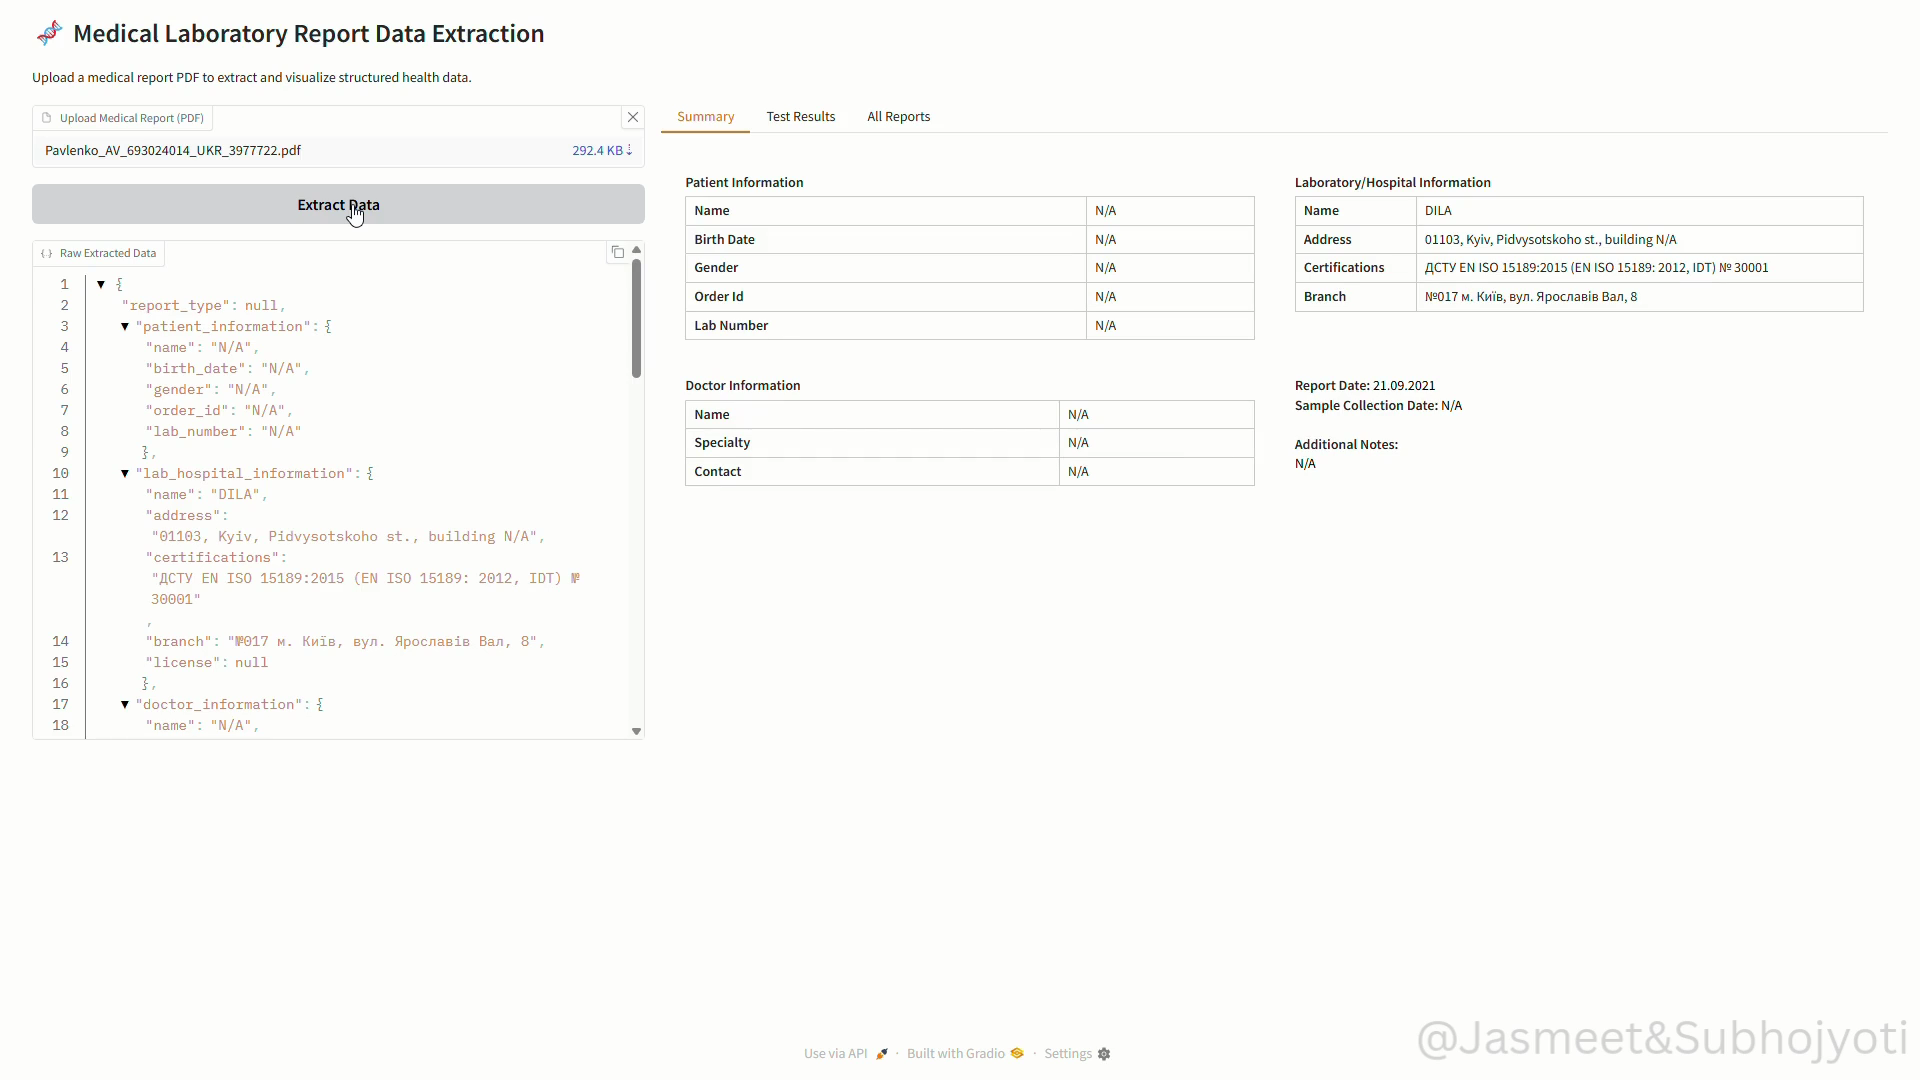 Medical Laboratory Report Data Extraction
Upload a medical report PDF to extract and visualize structured health data.
Upload Medical Report (PDF)
Pavlenko_AV_693024014_UKR_3977722.pdf 292.4 KB ↓
Extract Data
Raw Extracted Data
1 ▼ {
2 "report_type": null,
3 ▼ "patient_information": {
4 "name": "N/A",
5 "birth_date": "N/A",
6 "gender": "N/A",
7 "order_id": "N/A",
8 "lab_number": "N/A"
9 },
10 ▼ "lab_hospital_information": {
11 "name": "DILA",
12 "address":
"01103, Kyiv, Pidvysotskoho st., building N/A",
13 "certifications":
"ДСТУ EN ISO 15189:2015 (EN ISO 15189: 2012, IDT) №
30001"
,
14 "branch": "№017 м. Київ, вул. Ярославів Вал, 8",
15 "license": null
16 },
17 ▼ "doctor_information": {
18 "name": "N/A",
Summary Test Results All Reports
Patient Information
Name N/A
Birth Date N/A
Gender N/A
Order Id N/A
Lab Number N/A
Laboratory/Hospital Information
Name DILA
Address 01103, Kyiv, Pidvysotskoho st., building N/A
Certifications ДСТУ EN ISO 15189:2015 (EN ISO 15189: 2012, IDT) № 30001
Branch №017 м. Київ, вул. Ярославів Вал, 8
Doctor Information
Name N/A
Specialty N/A
Contact N/A
Report Date: 21.09.2021
Sample Collection Date: N/A
Additional Notes:
N/A
Use via API · Built with Gradio · Settings
@Jasmeet&Subhojyoti